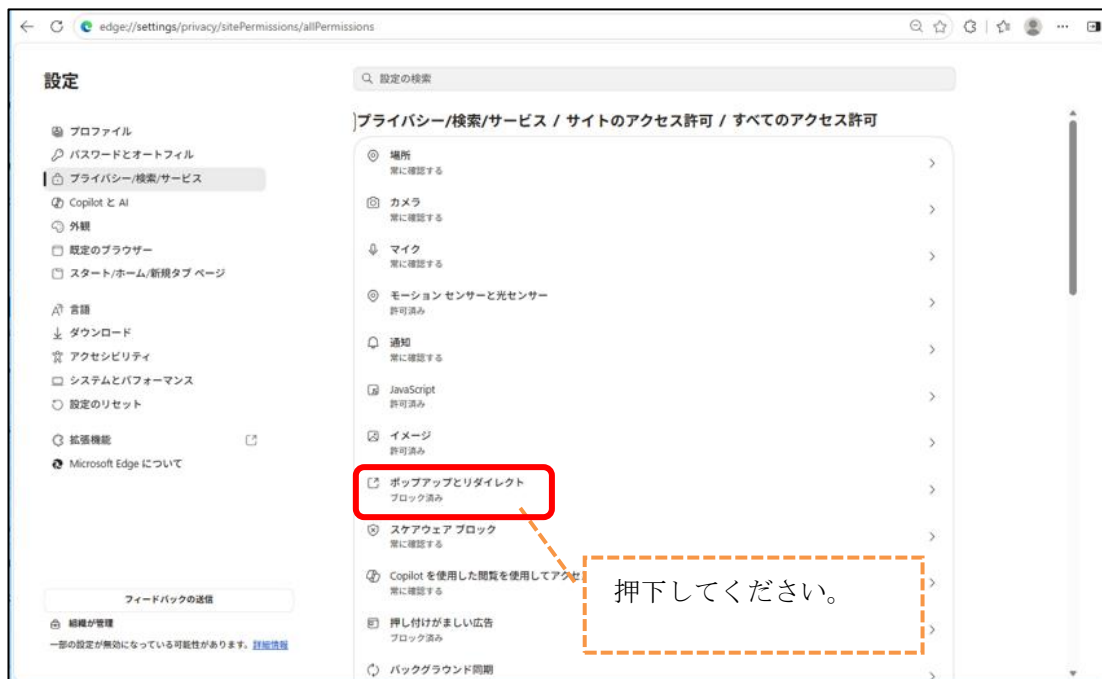 edge://settings/privacy/sitePermissions/allPermissions
設定
設定の検索
プロファイル
パスワードとオートフィル
プライバシー/検索/サービス
Copilot と AI
外観
既定のブラウザー
スタート/ホーム/新規タブ ページ
言語
ダウンロード
アクセシビリティ
システムとパフォーマンス
設定のリセット
拡張機能
Microsoft Edge について
フィードバックの送信
組織が管理
一部の設定が無効になっている可能性があります。詳細情報
プライバシー/検索/サービス / サイトのアクセス許可 / すべてのアクセス許可
場所
常に確認する
カメラ
常に確認する
マイク
常に確認する
モーション センサーと光センサー
許可済み
通知
常に確認する
JavaScript
許可済み
イメージ
許可済み
ポップアップとリダイレクト
ブロック済み
スケアウェア ブロック
常に確認する
Copilot を使用した閲覧を使用してアクセ
常に確認する
押し付けがましい広告
ブロック済み
バックグラウンド同期
押下してください。